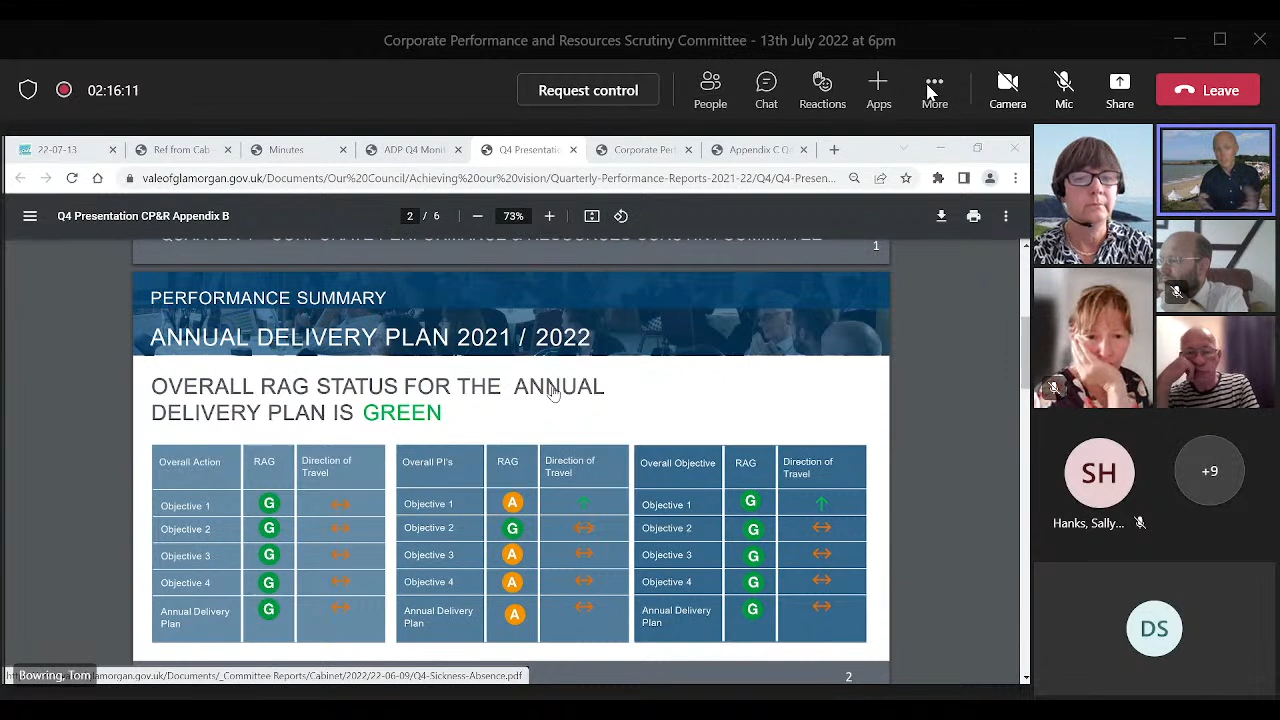 Corporate Performance and Resources Scrutiny Committee - 13th July 2022 at 6pm
02:16:11
Request control
People
Chat
Reactions
Apps
More
Camera
Mic
Share
Leave
22-07-13
Ref from Cab
Minutes
ADP Q4 Moni
Q4 Presentatio
Corporate Per
Appendix C Q4
valeofglamorgan.gov.uk/Documents/Our%20Council/Achieving%20our%20vision/Quarterly-Performance-Reports-2021-22/Q4/Q4-Presen...
Q4 Presentation CP&R Appendix B
2 / 6
73%
1
PERFORMANCE SUMMARY
ANNUAL DELIVERY PLAN 2021 / 2022
OVERALL RAG STATUS FOR THE ANNUAL
DELIVERY PLAN IS GREEN
Overall Action RAG Direction of Travel
Objective 1 G
Objective 2 G
Objective 3 G
Objective 4 G
Annual Delivery Plan G
Overall PI's RAG Direction of Travel
Objective 1 A
Objective 2 G
Objective 3 A
Objective 4 A
Annual Delivery Plan A
Overall Objective RAG Direction of Travel
Objective 1 G
Objective 2 G
Objective 3 G
Objective 4 G
Annual Delivery Plan G
Bowring, Tom
lamorgan.gov.uk/Documents/_Committee Reports/Cabinet/2022/22-06-09/Q4-Sickness-Absence.pdf
2
SH
Hanks, Sally...
+9
DS